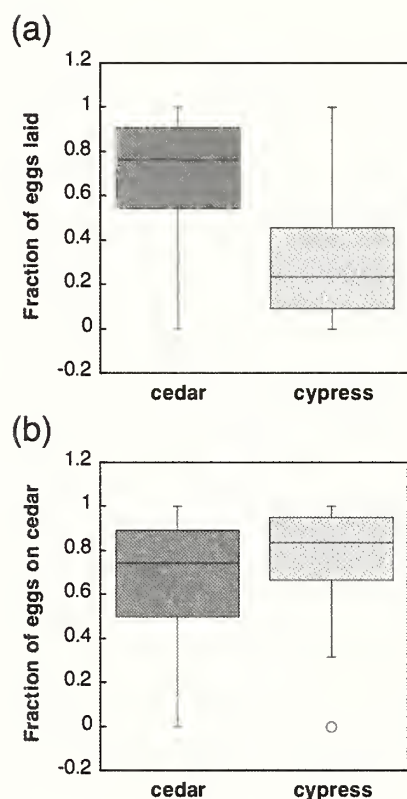 (a)
Fraction of eggs laid
1.2
1
0.8
0.6
0.4
0.2
0
-0.2
cedar cypress
(b)
Fraction of eggs on cedar
1.2
1
0.8
0.6
0.4
0.2
0
-0.2
cedar cypress